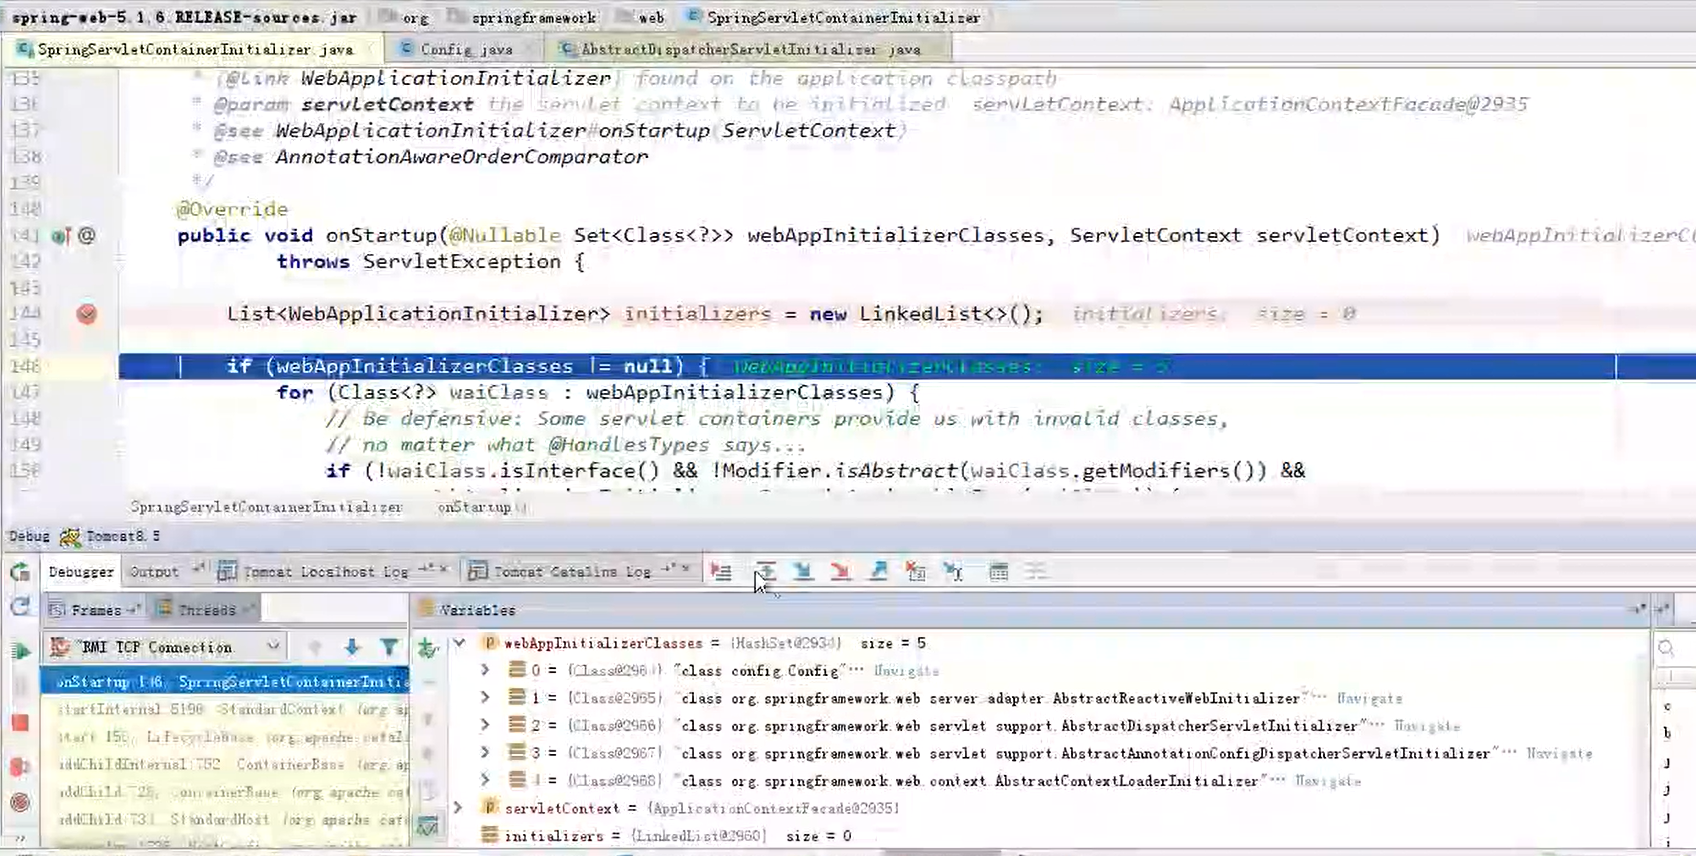 spring-web-5.1.6.RELEASE-sources.jar org springframework web SpringServletContainerInitializer
SpringServletContainerInitializer.java Config.java AbstractDispatcherServletInitializer.java
135 * {@link WebApplicationInitializer} found on the application classpath
136 * @param servletContext the servlet context to be initialized servletContext: ApplicationContextFacade@2935
137 * @see WebApplicationInitializer#onStartup(ServletContext)
138 * @see AnnotationAwareOrderComparator
139 */
140 @Override
141 @ public void onStartup(@Nullable Set<Class<?>> webAppInitializerClasses, ServletContext servletContext) webAppInitializerCl
142 throws ServletException {
143
144 List<WebApplicationInitializer> initializers = new LinkedList<>(); initializers: size = 0
145
146 if (webAppInitializerClasses != null) { webAppInitializerClasses: size = 5
147 for (Class<?> waiClass : webAppInitializerClasses) {
148 // Be defensive: Some servlet containers provide us with invalid classes,
149 // no matter what @HandlesTypes says...
150 if (!waiClass.isInterface() && !Modifier.isAbstract(waiClass.getModifiers()) &&
SpringServletContainerInitializer onStartup()
Debug Tomcat8.5
Debugger Output Tomcat Localhost Log Tomcat Catalina Log
Frames Threads Variables
"RMI TCP Connection
webAppInitializerClasses = {HashSet@2934} size = 5
0 = {Class@2964} "class config.Config"... Navigate
1 = {Class@2965} "class org.springframework.web.server.adapter.AbstractReactiveWebInitializer"... Navigate
2 = {Class@2966} "class org.springframework.web.servlet.support.AbstractDispatcherServletInitializer"... Navigate
3 = {Class@2967} "class org.springframework.web.servlet.support.AbstractAnnotationConfigDispatcherServletInitializer"... Navigate
4 = {Class@2968} "class org.springframework.web.context.AbstractContextLoaderInitializer"... Navigate
servletContext = {ApplicationContextFacade@2935}
initializers = {LinkedList@2960} size = 0
onStartup:146, SpringServletContainerInitia
startInternal:5196, StandardContext (org.ap
start:150, LifecycleBase (org.apache.catal
addChildInternal:752, ContainerBase (org.ap
addChild:728, ContainerBase (org.apache.cat
addChild:734, StandardHost (org.apache.cata